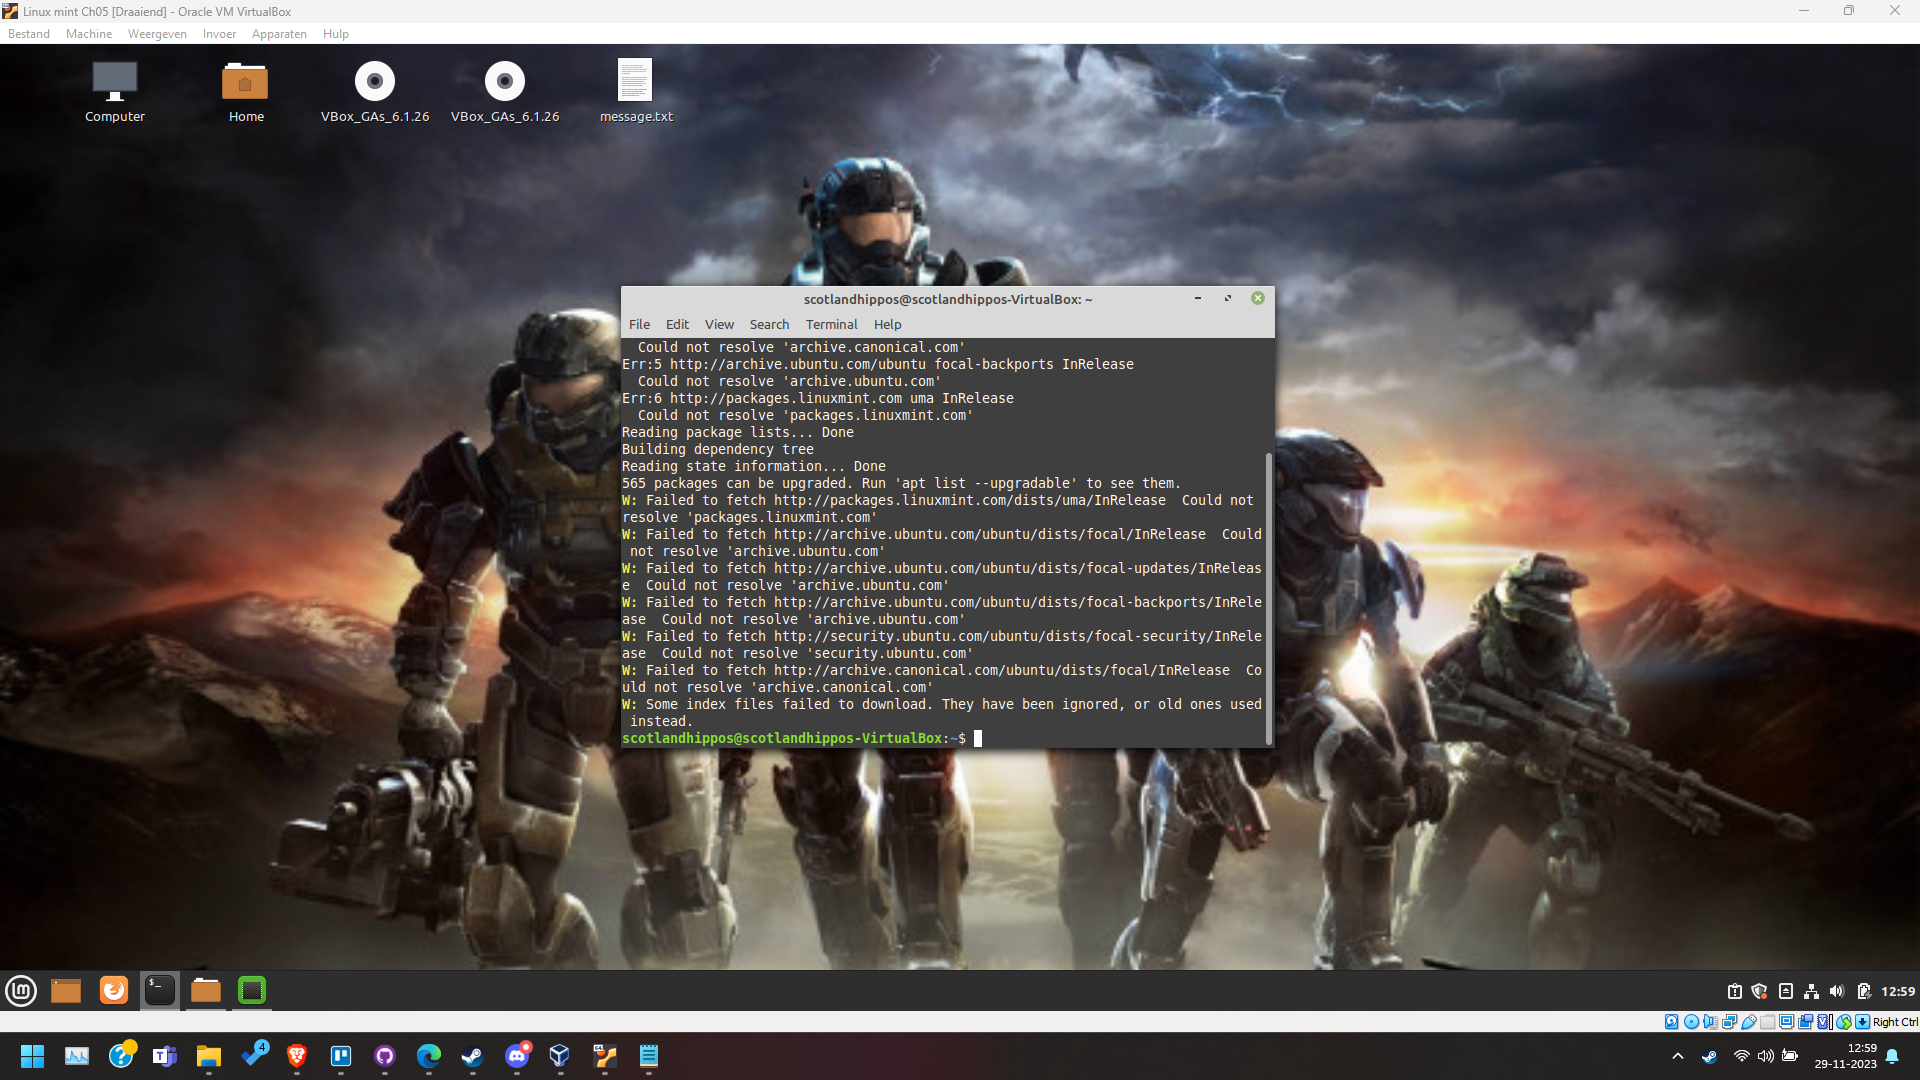 Linux mint Ch05 [Draaiend] - Oracle VM VirtualBox
Bestand Machine Weergeven Invoer Apparaten Hulp
Computer Home VBox_GAs_6.1.26 VBox_GAs_6.1.26 message.txt
scotlandhippos@scotlandhippos-VirtualBox: ~
File Edit View Search Terminal Help
Could not resolve 'archive.canonical.com'
Err:5 http://archive.ubuntu.com/ubuntu focal-backports InRelease
Could not resolve 'archive.ubuntu.com'
Err:6 http://packages.linuxmint.com uma InRelease
Could not resolve 'packages.linuxmint.com'
Reading package lists... Done
Building dependency tree
Reading state information... Done
565 packages can be upgraded. Run 'apt list --upgradable' to see them.
W: Failed to fetch http://packages.linuxmint.com/dists/uma/InRelease  Could not
resolve 'packages.linuxmint.com'
W: Failed to fetch http://archive.ubuntu.com/ubuntu/dists/focal/InRelease  Could
not resolve 'archive.ubuntu.com'
W: Failed to fetch http://archive.ubuntu.com/ubuntu/dists/focal-updates/InReleas
e  Could not resolve 'archive.ubuntu.com'
W: Failed to fetch http://archive.ubuntu.com/ubuntu/dists/focal-backports/InRele
ase  Could not resolve 'archive.ubuntu.com'
W: Failed to fetch http://security.ubuntu.com/ubuntu/dists/focal-security/InRele
ase  Could not resolve 'security.ubuntu.com'
W: Failed to fetch http://archive.canonical.com/ubuntu/dists/focal/InRelease  Co
uld not resolve 'archive.canonical.com'
W: Some index files failed to download. They have been ignored, or old ones used
instead.
scotlandhippos@scotlandhippos-VirtualBox:~$
12:59
Right Ctrl
4
12:59
29-11-2023